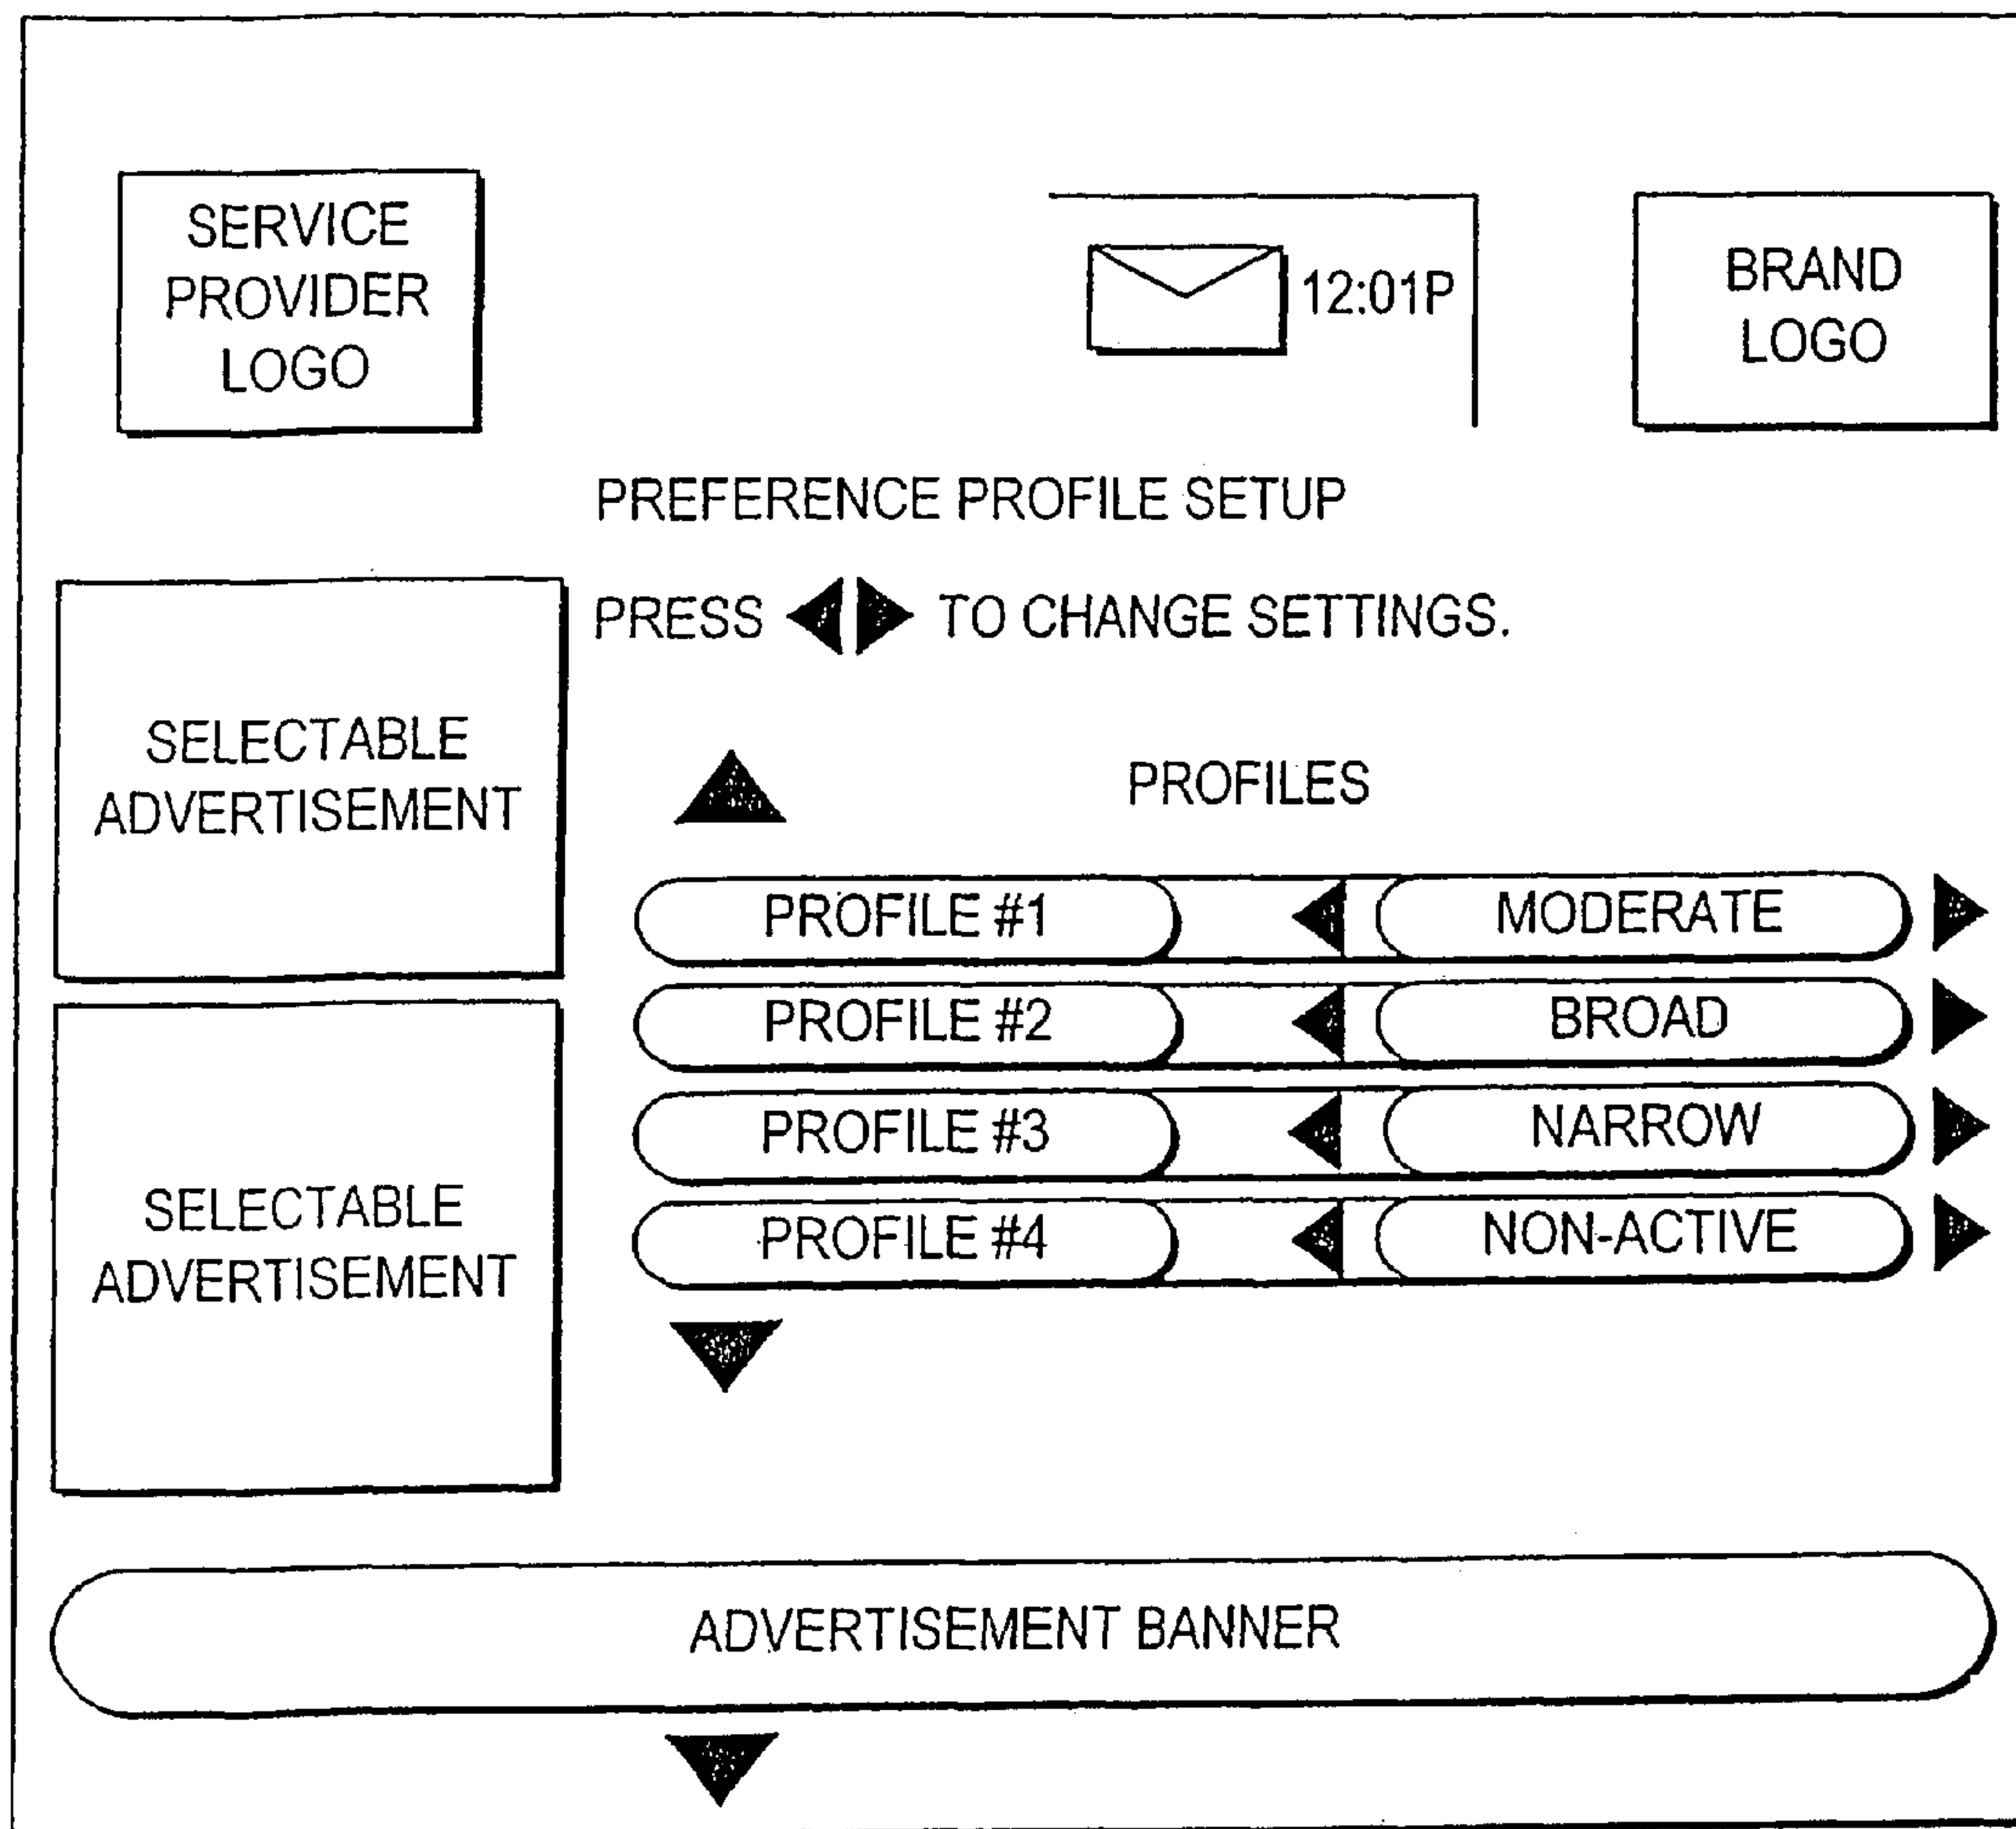 SERVICE
PROVIDER
LOGO
12:01P
BRAND
LOGO
PREFERENCE PROFILE SETUP
PRESS TO CHANGE SETTINGS.
SELECTABLE
ADVERTISEMENT
PROFILES
PROFILE #1 MODERATE
PROFILE #2 BROAD
PROFILE #3 NARROW
PROFILE #4 NON-ACTIVE
SELECTABLE
ADVERTISEMENT
ADVERTISEMENT BANNER